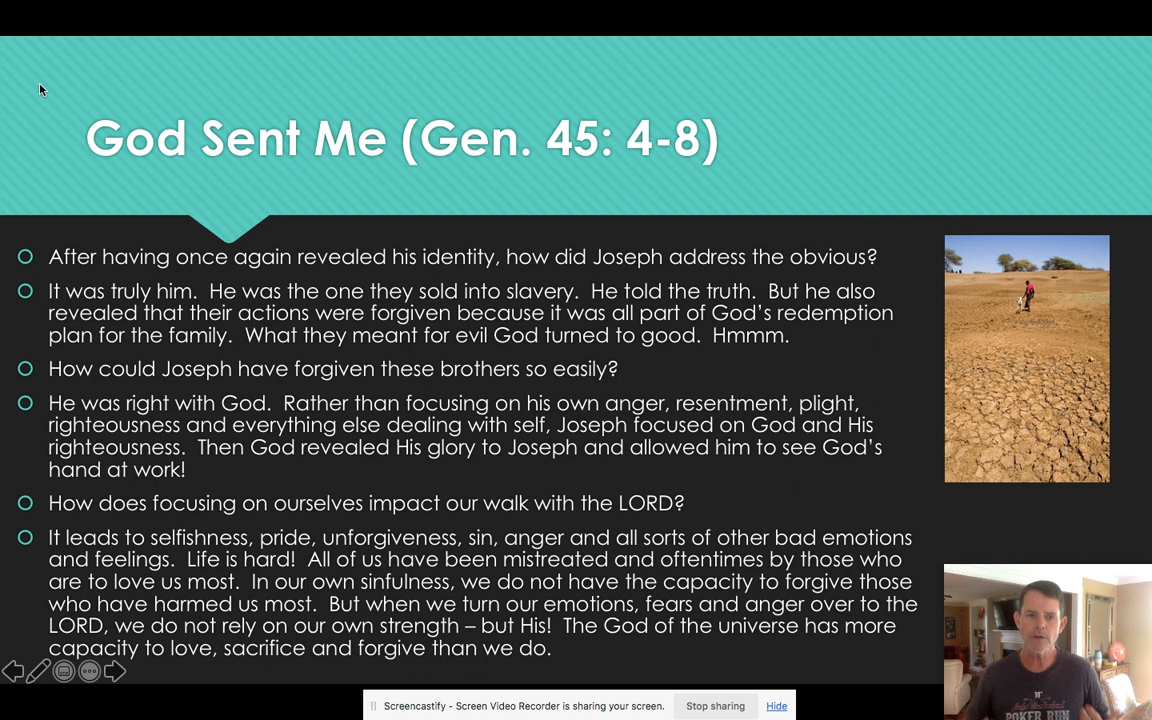 God Sent Me (Gen. 45: 4-8)
After having once again revealed his identity, how did Joseph address the obvious?
It was truly him.  He was the one they sold into slavery.  He told the truth.  But he also
revealed that their actions were forgiven because it was all part of God’s redemption
plan for the family.  What they meant for evil God turned to good.  Hmmm.
How could Joseph have forgiven these brothers so easily?
He was right with God.  Rather than focusing on his own anger, resentment, plight,
righteousness and everything else dealing with self, Joseph focused on God and His
righteousness.  Then God revealed His glory to Joseph and allowed him to see God’s
hand at work!
How does focusing on ourselves impact our walk with the LORD?
It leads to selfishness, pride, unforgiveness, sin, anger and all sorts of other bad emotions
and feelings.  Life is hard!  All of us have been mistreated and oftentimes by those who
are to love us most.  In our own sinfulness, we do not have the capacity to forgive those
who have harmed us most.  But when we turn our emotions, fears and anger over to the
LORD, we do not rely on our own strength – but His!  The God of the universe has more
capacity to love, sacrifice and forgive than we do.
POKER RUN
Screencastify - Screen Video Recorder is sharing your screen.
Stop sharing
Hide